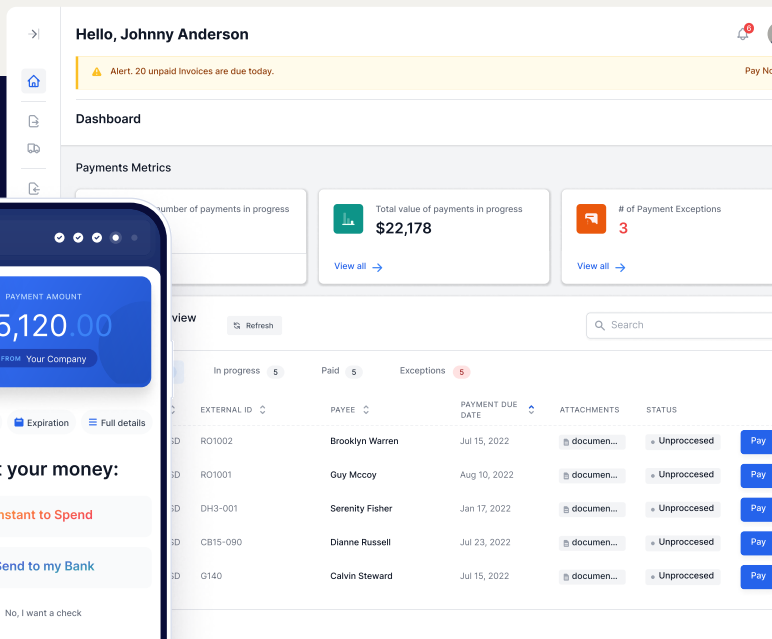 Hello, Johnny Anderson
6
Alert. 20 unpaid Invoices are due today.
Pay
Dashboard
Payments Metrics
number of payments in progress
Total value of payments in progress
$22,178
View all
# of Payment Exceptions
3
View all
Refresh
Search
In progress 5
Paid 5
Exceptions 5
EXTERNAL ID PAYEE PAYMENT DUE DATE ATTACHMENTS STATUS
SD RO1002 Brooklyn Warren Jul 15, 2022 documen... Unproccesed Pay
SD RO1001 Guy Mccoy Aug 10, 2022 documen... Unproccesed Pay
SD DH3-001 Serenity Fisher Jan 17, 2022 documen... Unproccesed Pay
SD CB15-090 Dianne Russell Jul 23, 2022 documen... Unproccesed Pay
SD G140 Calvin Steward Jul 15, 2022 documen... Unproccesed Pay
PAYMENT AMOUNT
5,120.00
FROM Your Company
Expiration
Full details
t your money:
nstant to Spend
Send to my Bank
No, I want a check